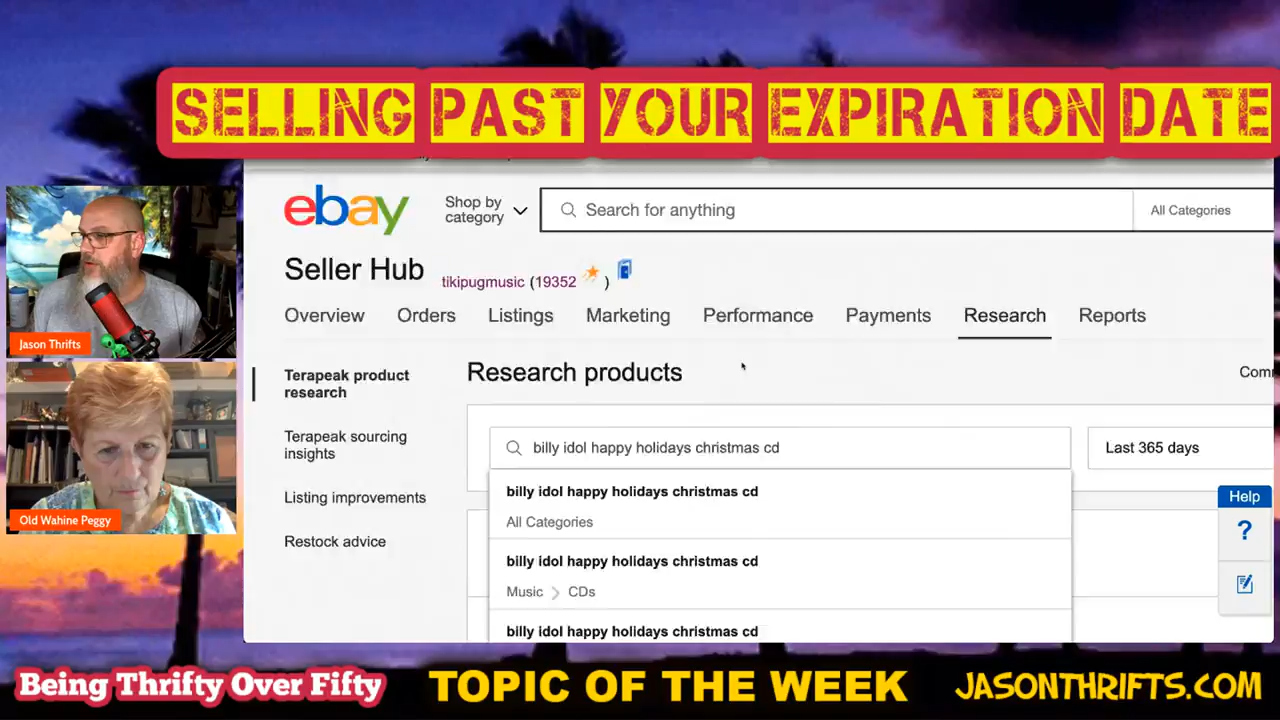 SELLING PAST YOUR EXPIRATION DATE
ebay
Shop by
category
Search for anything
All Categories
Seller Hub
tikipugmusic (19352 )
Overview
Orders
Listings
Marketing
Performance
Payments
Research
Reports
Terapeak product
research
Terapeak sourcing
insights
Listing improvements
Restock advice
Research products
billy idol happy holidays christmas cd
Last 365 days
billy idol happy holidays christmas cd
All Categories
billy idol happy holidays christmas cd
Music > CDs
billy idol happy holidays christmas cd
Help
?
Jason Thrifts
Old Wahine Peggy
Being Thrifty Over Fifty
TOPIC OF THE WEEK
JASONTHRIFTS.COM